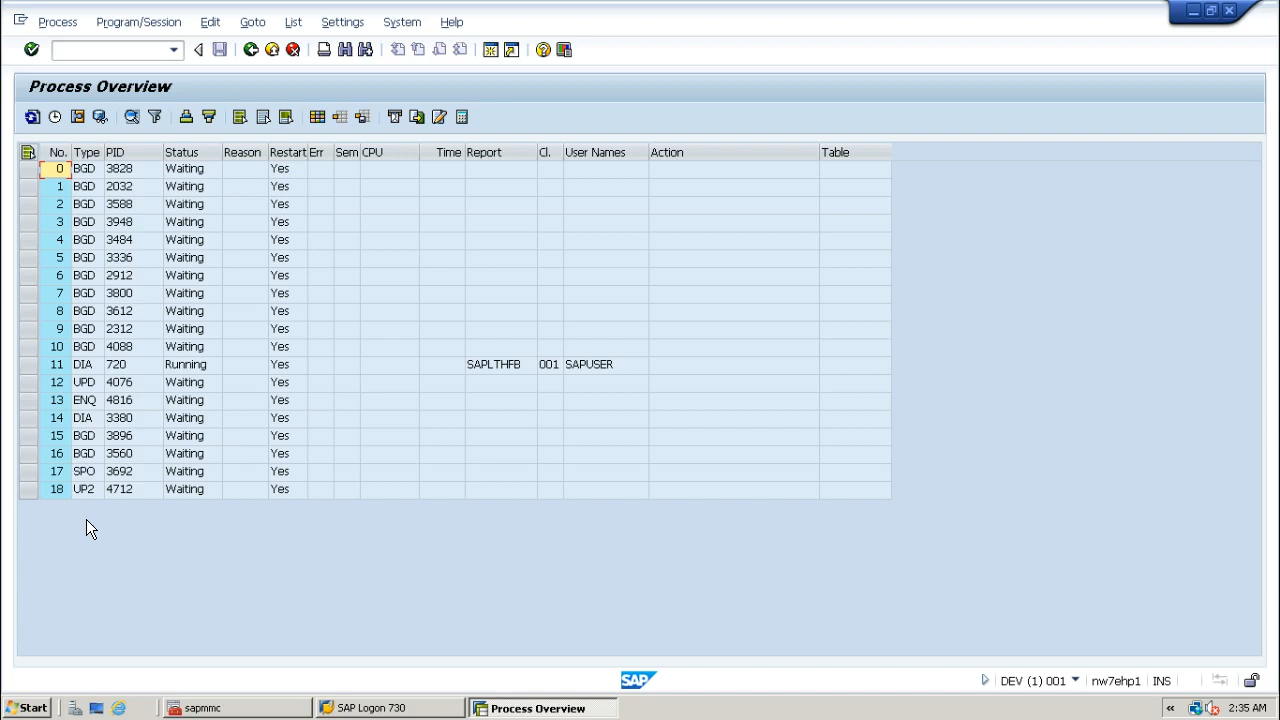 Process Program/Session Edit Goto List Settings System Help
Process Overview
No. Type PID Status Reason Restart Err Sem CPU Time Report Cl. User Names Action Table
0 BGD 3828 Waiting Yes
1 BGD 2032 Waiting Yes
2 BGD 3588 Waiting Yes
3 BGD 3948 Waiting Yes
4 BGD 3484 Waiting Yes
5 BGD 3336 Waiting Yes
6 BGD 2912 Waiting Yes
7 BGD 3800 Waiting Yes
8 BGD 3612 Waiting Yes
9 BGD 2312 Waiting Yes
10 BGD 4088 Waiting Yes
11 DIA 720 Running Yes SAPLTHFB 001 SAPUSER
12 UPD 4076 Waiting Yes
13 ENQ 4816 Waiting Yes
14 DIA 3380 Waiting Yes
15 BGD 3896 Waiting Yes
16 BGD 3560 Waiting Yes
17 SPO 3692 Waiting Yes
18 UP2 4712 Waiting Yes
SAP DEV (1) 001 nw7ehp1 INS
Start sapmmc SAP Logon 730 Process Overview « 2:35 AM